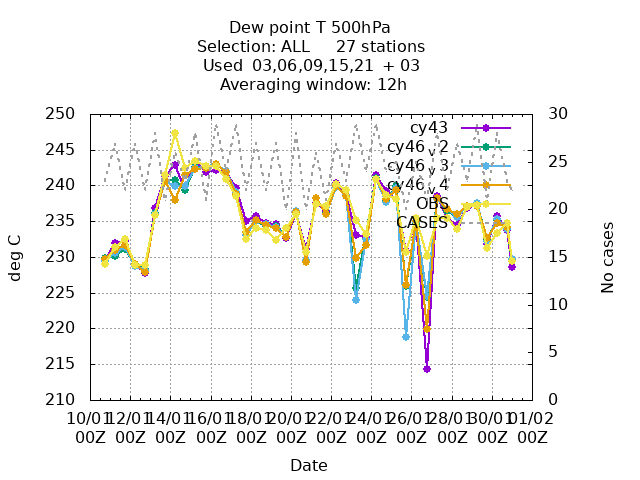 Dew point T 500hPa
Selection: ALL 27 stations
Used 03,06,09,15,21 + 03
Averaging window: 12h
250
245
240
235
230
225
220
215
210
30
25
20
15
10
5
0
deg C
No cases
cy43
cy46_v_2
cy46_v_3
cy46_v_4
OBS
CASES
10/01 12/01 14/01 16/01 18/01 20/01 22/01 24/01 26/01 28/01 30/01 01/02
00Z 00Z 00Z 00Z 00Z 00Z 00Z 00Z 00Z 00Z 00Z 00Z
Date